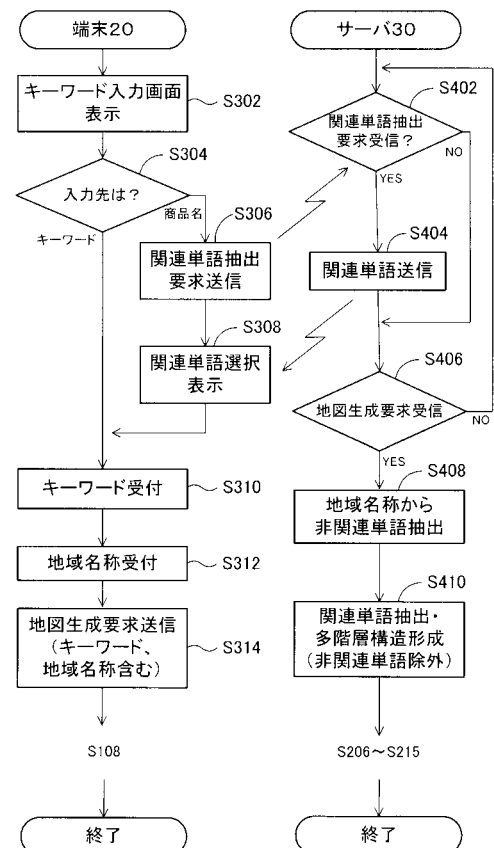 端末20
キーワード入力画面
表示
S302
入力先は?
S304
商品名
キーワード
関連単語抽出
要求送信
S306
関連単語選択
表示
S308
キーワード受付
S310
地域名称受付
S312
地図生成要求送信
(キーワード、
地域名称含む)
S314
S108
終了
サーバ30
関連単語抽出
要求受信?
S402
NO
YES
関連単語送信
S404
地図生成要求受信
S406
NO
YES
地域名称から
非関連単語抽出
S408
関連単語抽出・
多階層構造形成
(非関連単語除外)
S410
S206~S215
終了